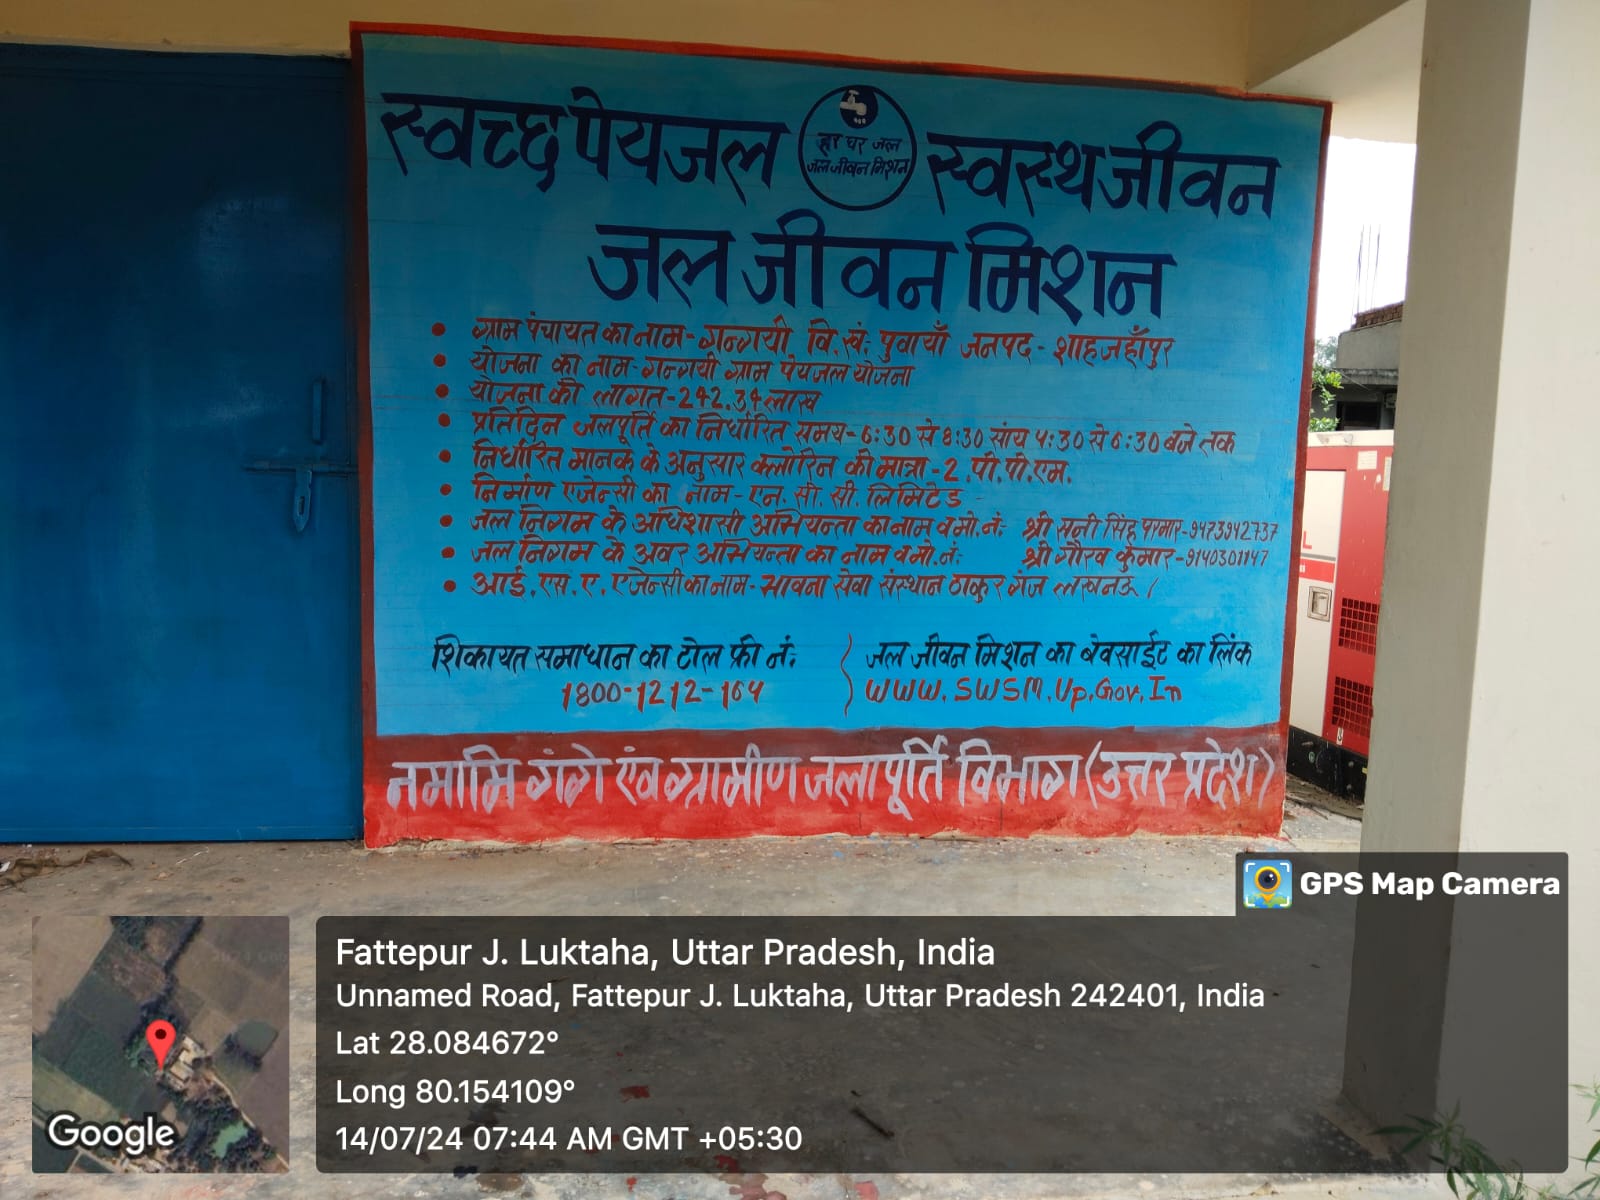 स्वच्छ पेयजल
हर घर जल
जल जीवन मिशन
स्वस्थ जीवन
जल जीवन मिशन
• ग्राम पंचायत का नाम - गन्गयी वि.खं: पुवायाँ जनपद - शाहजहाँपुर
• योजना का नाम - गन्गयी ग्राम पेयजल योजना
• योजना की लागत - 242.34 लाख
• प्रतिदिन जलपूर्ति का निर्धारित समय - 6:30 से 8:30 सांय 4:30 से 6:30 बजे तक
• निर्धारित मानक के अनुसार क्लोरिन की मात्रा - 2.पी.पी.एम.
• निर्माण एजेन्सी का नाम - एन. सी. सी. लिमिटेड
• जल निगम के अधिशासी अभियन्ता का नाम व मो.नं: श्री सनी सिंह परमार - 9473942737
• जल निगम के अवर अभियन्ता का नाम व मो.नं: श्री गौरव कुमार - 9140301147
• आई.एस.ए. एजेन्सी का नाम - भावना सेवा संस्थान ठाकुर गंज लखनऊ /
शिकायत समाधान का टोल फ्री नं:
1800-1212-164
जल जीवन मिशन का बेवसाईट का लिंक
WWW.SWSM.Up.Gov.In
नमामि गंगे एंव ग्रामीण जलापूर्ति विभाग (उत्तर प्रदेश)
GPS Map Camera
Fattepur J. Luktaha, Uttar Pradesh, India
Unnamed Road, Fattepur J. Luktaha, Uttar Pradesh 242401, India
Lat 28.084672°
Long 80.154109°
14/07/24 07:44 AM GMT +05:30
Google